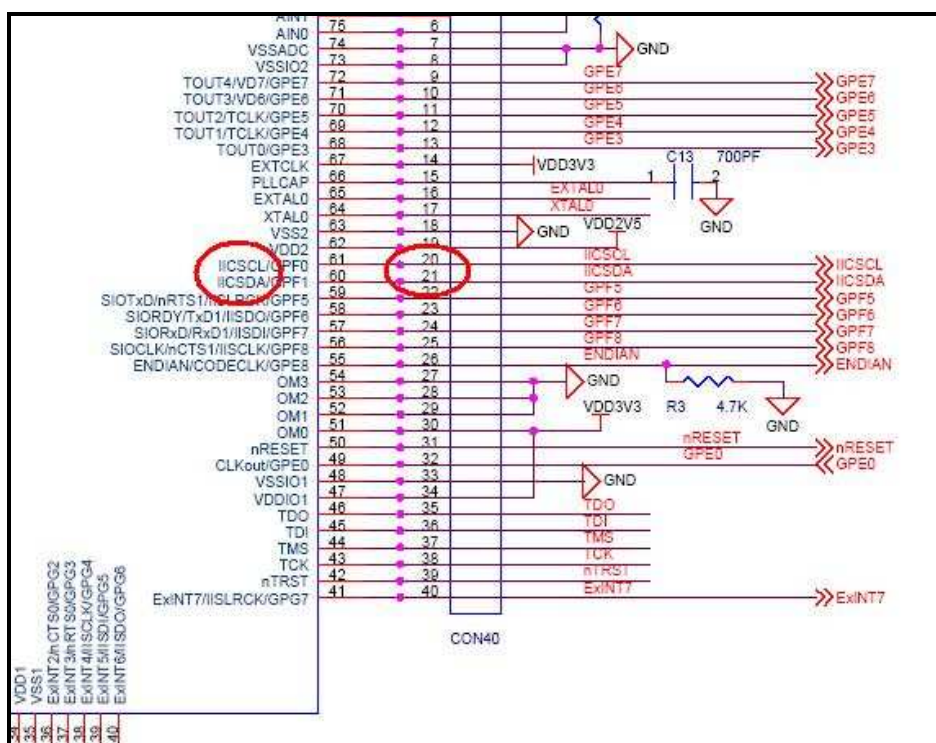 AIN1
AIN0 75 6
VSSADC 74 7 GND
VSSIO2 73 8
TOUT4/VD7/GPE7 72 9 GPE7 GPE7
TOUT3/VD6/GPE6 71 10 GPE6 GPE6
TOUT2/TCLK/GPE5 70 11 GPE5 GPE5
TOUT1/TCLK/GPE4 69 12 GPE4 GPE4
TOUT0/GPE3 68 13 GPE3 GPE3
EXTCLK 67 14 VDD3V3 C13 700PF
PLLCAP 66 15 1 2
EXTAL0 65 16 EXTAL0
XTAL0 64 17 XTAL0 GND
VSS2 63 18 GND VDD2V5
VDD2 62 19
IICSCL/GPF0 61 20 IICSCL IICSCL
IICSDA/GPF1 60 21 IICSDA IICSDA
SIOTxD/nRTS1/IISLRCK/GPF5 59 22 GPF5 GPF5
SIORDY/TxD1/IISDO/GPF6 58 23 GPF6 GPF6
SIORxD/RxD1/IISDI/GPF7 57 24 GPF7 GPF7
SIOCLK/nCTS1/IISCLK/GPF8 56 25 GPF8 GPF8
ENDIAN/CODECLK/GPE8 55 26 ENDIAN ENDIAN
OM3 54 27 GND
OM2 53 28
OM1 52 29 VDD3V3 R3 4.7K
OM0 51 30 GND
nRESET 50 31 nRESET nRESET
CLKout/GPE0 49 32 GPE0 GPE0
VSSIO1 48 33 GND
VDDIO1 47 34
TDO 46 35 TDO
TDI 45 36 TDI
TMS 44 37 TMS
TCK 43 38 TCK
nTRST 42 39 nTRST
ExINT7/IISLRCK/GPG7 41 40 ExINT7 ExINT7
CON40
VDD1 34
VSS1 35
ExINT2/nCTS0/GPG2 36
ExINT3/nRTS0/GPG3 37
ExINT4/IISCLK/GPG4 38
ExINT5/IISDI/GPG5 39
ExINT6/IISDO/GPG6 40